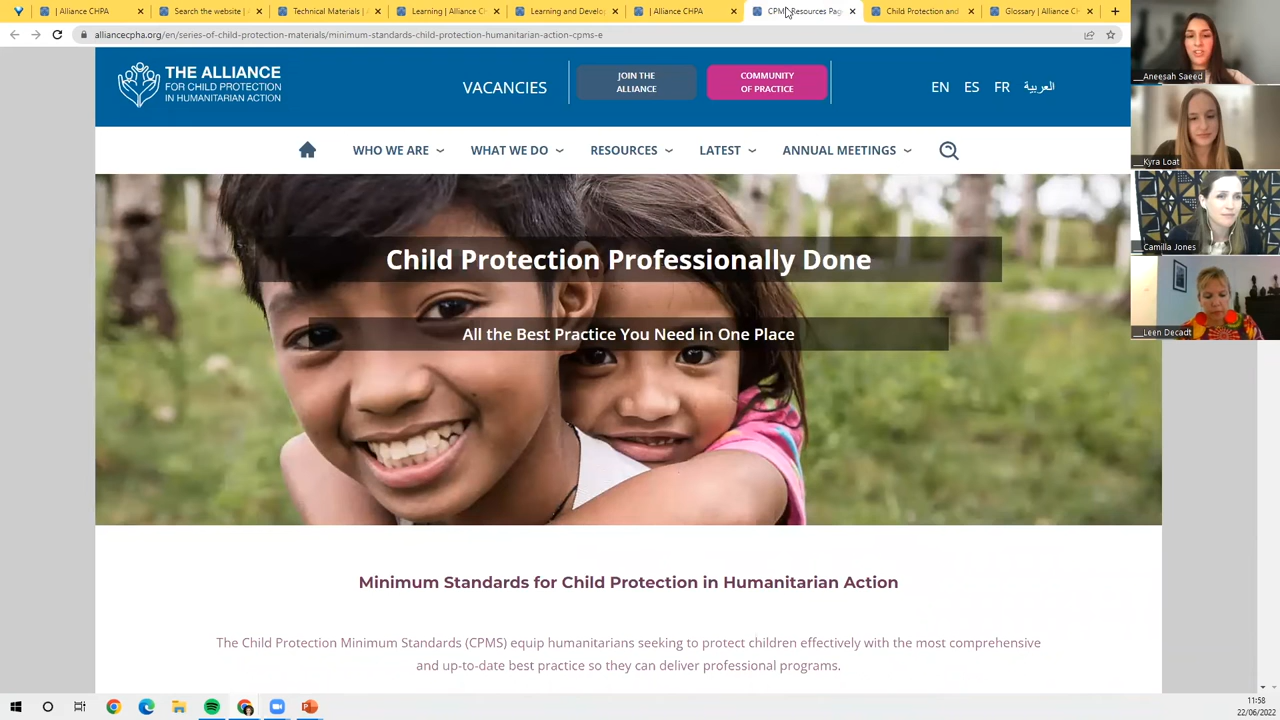 | Alliance CHPA
Search the website |
Technical Materials |
Learning | Alliance C
Learning and Develo
| Alliance CHPA
CPMS Resources Pag
Child Protection and
Glossary | Alliance C
alliancecpha.org/en/series-of-child-protection-materials/minimum-standards-child-protection-humanitarian-action-cpms-e
THE ALLIANCE
FOR CHILD PROTECTION
IN HUMANITARIAN ACTION
VACANCIES
JOIN THE
ALLIANCE
COMMUNITY
OF PRACTICE
EN ES FR العربية
WHO WE ARE WHAT WE DO RESOURCES LATEST ANNUAL MEETINGS
Child Protection Professionally Done
All the Best Practice You Need in One Place
Minimum Standards for Child Protection in Humanitarian Action
The Child Protection Minimum Standards (CPMS) equip humanitarians seeking to protect children effectively with the most comprehensive
and up-to-date best practice so they can deliver professional programs.
__Aneesah Saeed
__Kyra Loat
__Camilla Jones
__Leen Decadt
11:58
22/06/2022